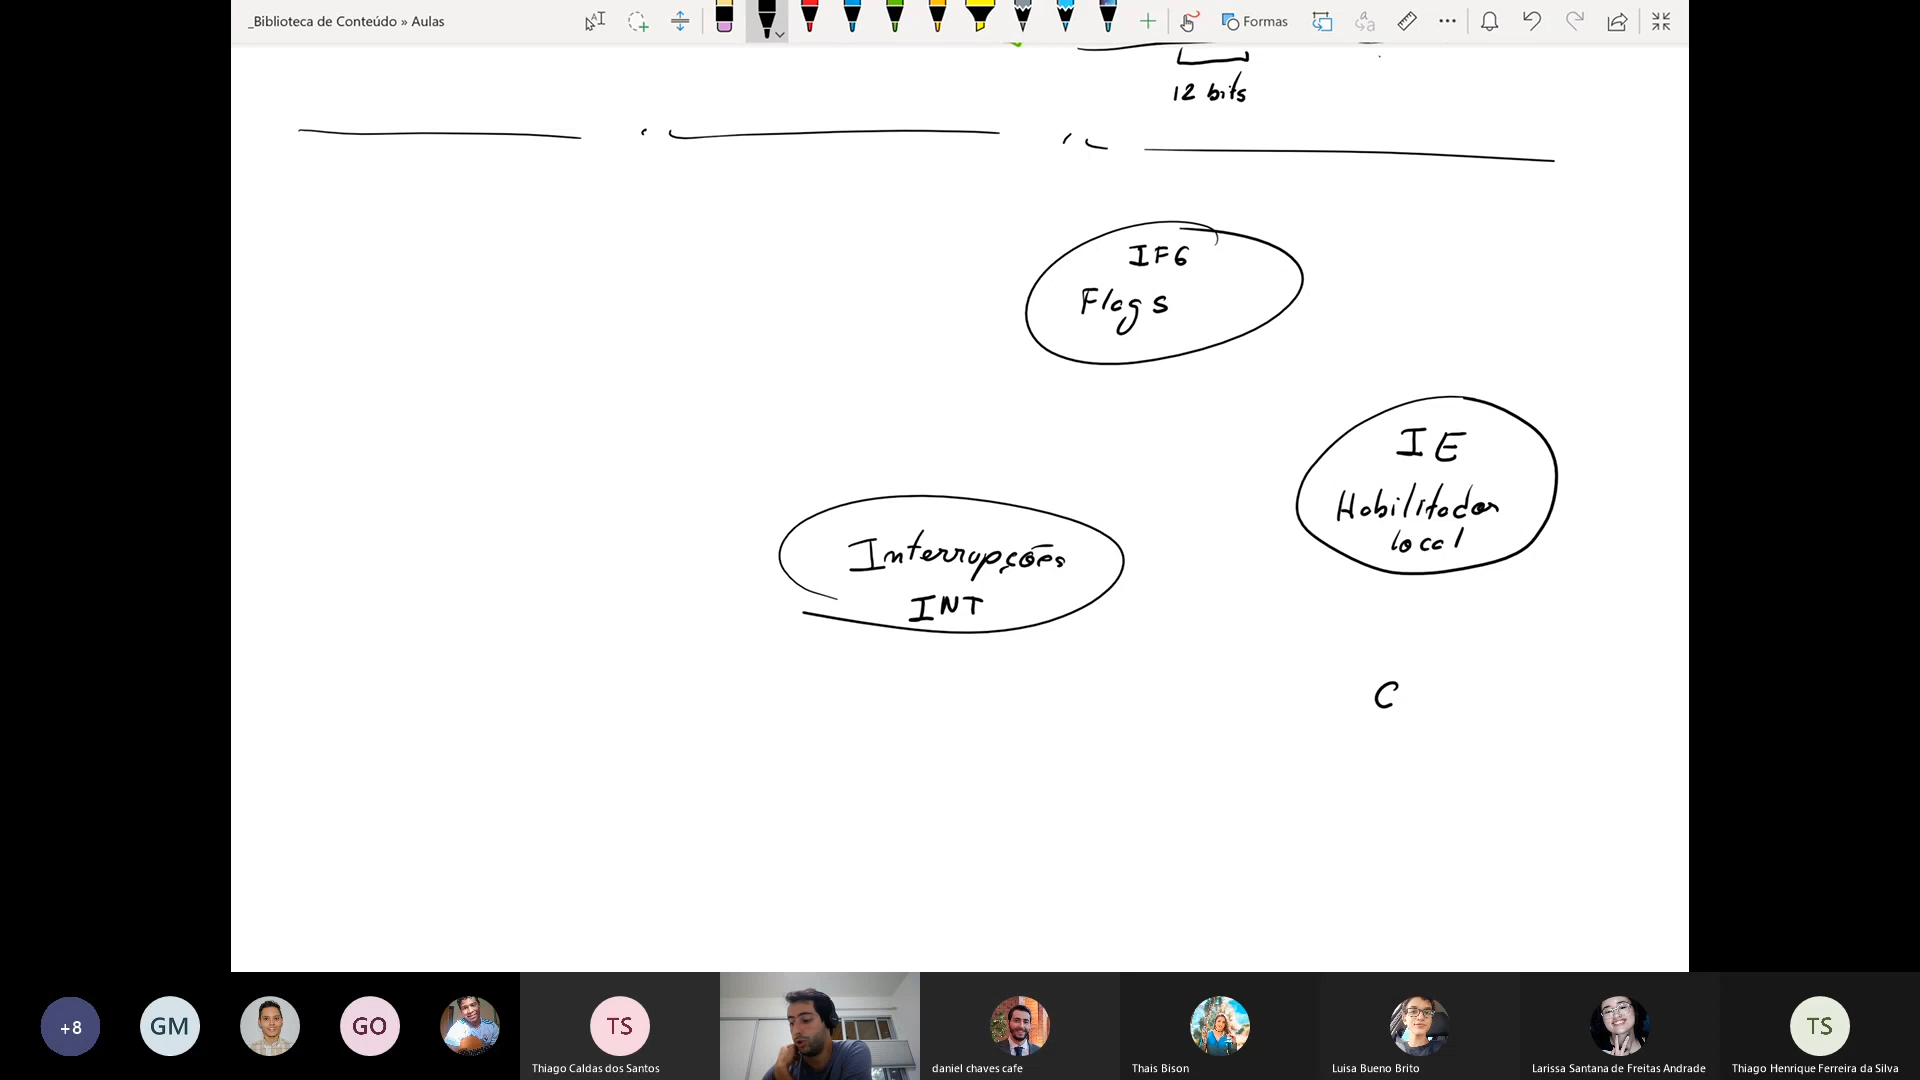 _Biblioteca de Conteúdo » Aulas
Formas
12 bits
IFG
Flags
IE
Habilitador
local
Interrupções
INT
C
+8
GM
GO
TS
TS
Thiago Caldas dos Santos
daniel chaves cafe
Thais Bison
Luisa Bueno Brito
Larissa Santana de Freitas Andrade
Thiago Henrique Ferreira da Silva